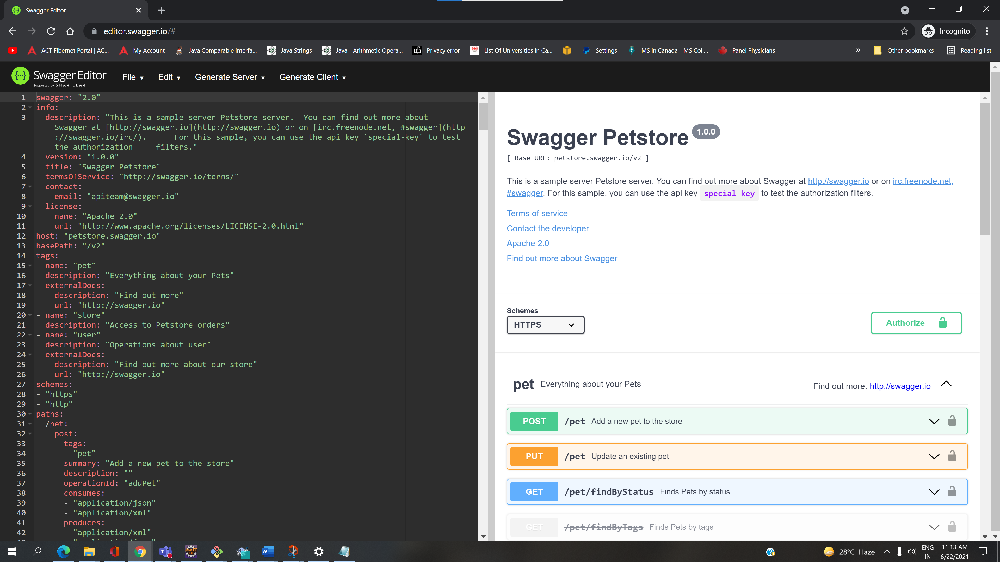 Swagger Editor
editor.swagger.io/#
Incognito
ACT Fibernet Portal | AC...
My Account
Java Comparable interfa...
Java Strings
Java - Arithmetic Opera...
Privacy error
List Of Universities In Ca...
Settings
MS in Canada - MS Coll...
Panel Physicians
»
Other bookmarks
Reading list
Swagger Editor
Supported by SMARTBEAR
File
Edit
Generate Server
Generate Client
1 swagger: "2.0"
2 info:
3 description: "This is a sample server Petstore server.  You can find out more about
Swagger at [http://swagger.io](http://swagger.io) or on [irc.freenode.net, #swagger](http
://swagger.io/irc/).      For this sample, you can use the api key `special-key` to test
the authorization     filters."
4 version: "1.0.0"
5 title: "Swagger Petstore"
6 termsOfService: "http://swagger.io/terms/"
7 contact:
8 email: "apiteam@swagger.io"
9 license:
10 name: "Apache 2.0"
11 url: "http://www.apache.org/licenses/LICENSE-2.0.html"
12 host: "petstore.swagger.io"
13 basePath: "/v2"
14 tags:
15 - name: "pet"
16 description: "Everything about your Pets"
17 externalDocs:
18 description: "Find out more"
19 url: "http://swagger.io"
20 - name: "store"
21 description: "Access to Petstore orders"
22 - name: "user"
23 description: "Operations about user"
24 externalDocs:
25 description: "Find out more about our store"
26 url: "http://swagger.io"
27 schemes:
28 - "https"
29 - "http"
30 paths:
31 /pet:
32 post:
33 tags:
34 - "pet"
35 summary: "Add a new pet to the store"
36 description: ""
37 operationId: "addPet"
38 consumes:
39 - "application/json"
40 - "application/xml"
41 produces:
42 - "application/xml"
Swagger Petstore 1.0.0
[ Base URL: petstore.swagger.io/v2 ]
This is a sample server Petstore server. You can find out more about Swagger at http://swagger.io or on irc.freenode.net,
#swagger. For this sample, you can use the api key special-key to test the authorization filters.
Terms of service
Contact the developer
Apache 2.0
Find out more about Swagger
Schemes
HTTPS
Authorize
pet Everything about your Pets
Find out more: http://swagger.io
POST /pet Add a new pet to the store
PUT /pet Update an existing pet
GET /pet/findByStatus Finds Pets by status
GET /pet/findByTags Finds Pets by tags
28°C Haze
ENG
IN
11:13 AM
6/22/2021